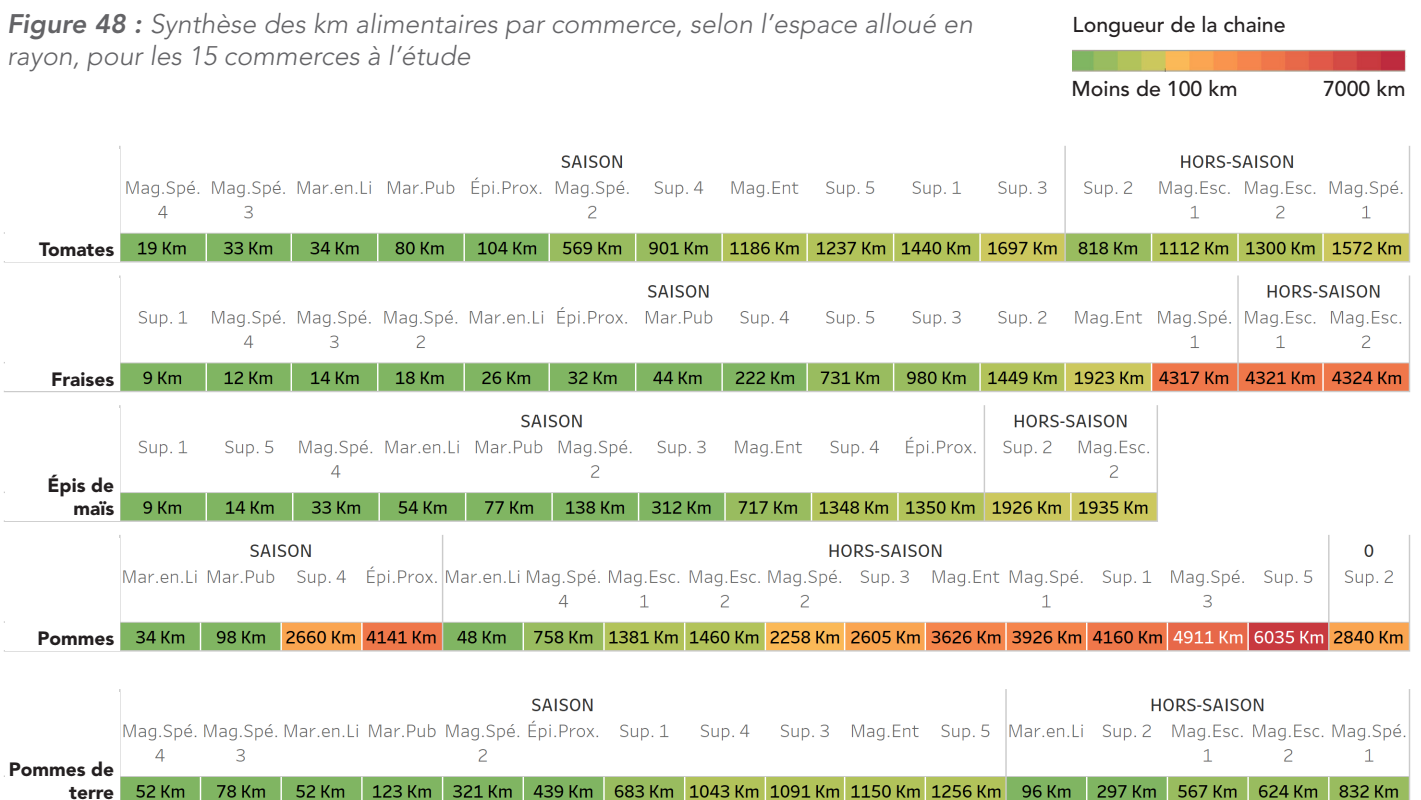 Figure 48 : Synthèse des km alimentaires par commerce, selon l'espace alloué en
rayon, pour les 15 commerces à l'étude
Longueur de la chaine
Moins de 100 km 7000 km
SAISON HORS-SAISON
Mag.Spé. 4 Mag.Spé. 3 Mar.en.Li Mar.Pub Épi.Prox. Mag.Spé. 2 Sup. 4 Mag.Ent Sup. 5 Sup. 1 Sup. 3 Sup. 2 Mag.Esc. 1 Mag.Esc. 2 Mag.Spé. 1
Tomates 19 Km 33 Km 34 Km 80 Km 104 Km 569 Km 901 Km 1186 Km 1237 Km 1440 Km 1697 Km 818 Km 1112 Km 1300 Km 1572 Km
SAISON HORS-SAISON
Sup. 1 Mag.Spé. 4 Mag.Spé. 3 Mag.Spé. 2 Mar.en.Li Épi.Prox. Mar.Pub Sup. 4 Sup. 5 Sup. 3 Sup. 2 Mag.Ent Mag.Spé. 1 Mag.Esc. 1 Mag.Esc. 2
Fraises 9 Km 12 Km 14 Km 18 Km 26 Km 32 Km 44 Km 222 Km 731 Km 980 Km 1449 Km 1923 Km 4317 Km 4321 Km 4324 Km
SAISON HORS-SAISON
Sup. 1 Sup. 5 Mag.Spé. 4 Mar.en.Li Mar.Pub Mag.Spé. 2 Sup. 3 Mag.Ent Sup. 4 Épi.Prox. Sup. 2 Mag.Esc. 2
Épis de
maïs 9 Km 14 Km 33 Km 54 Km 77 Km 138 Km 312 Km 717 Km 1348 Km 1350 Km 1926 Km 1935 Km
SAISON HORS-SAISON 0
Mar.en.Li Mar.Pub Sup. 4 Épi.Prox. Mar.en.Li Mag.Spé. 4 Mag.Esc. 1 Mag.Esc. 2 Mag.Spé. 2 Sup. 3 Mag.Ent Mag.Spé. 1 Sup. 1 Mag.Spé. 3 Sup. 5 Sup. 2
Pommes 34 Km 98 Km 2660 Km 4141 Km 48 Km 758 Km 1381 Km 1460 Km 2258 Km 2605 Km 3626 Km 3926 Km 4160 Km 4911 Km 6035 Km 2840 Km
SAISON HORS-SAISON
Mag.Spé. 4 Mag.Spé. 3 Mar.en.Li Mar.Pub Mag.Spé. 2 Épi.Prox. Sup. 1 Sup. 4 Sup. 3 Mag.Ent Sup. 5 Mar.en.Li Sup. 2 Mag.Esc. 1 Mag.Esc. 2 Mag.Spé. 1
Pommes de
terre 52 Km 78 Km 52 Km 123 Km 321 Km 439 Km 683 Km 1043 Km 1091 Km 1150 Km 1256 Km 96 Km 297 Km 567 Km 624 Km 832 Km